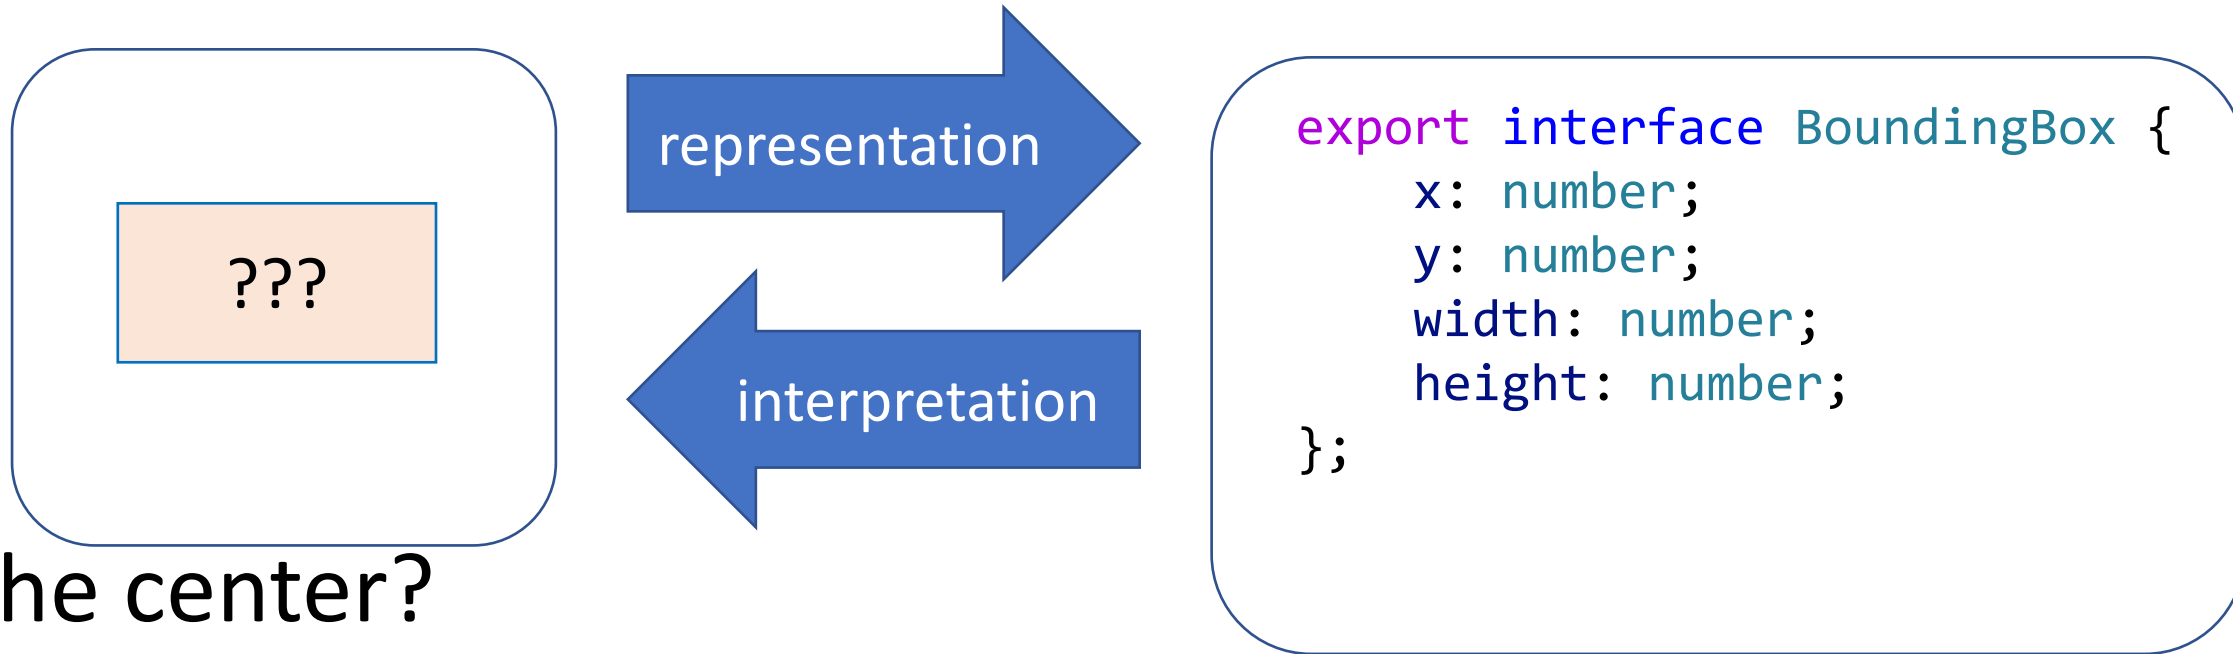 ???
he center?
representation
interpretation
export interface BoundingBox {
    x: number;
    y: number;
    width: number;
    height: number;
};